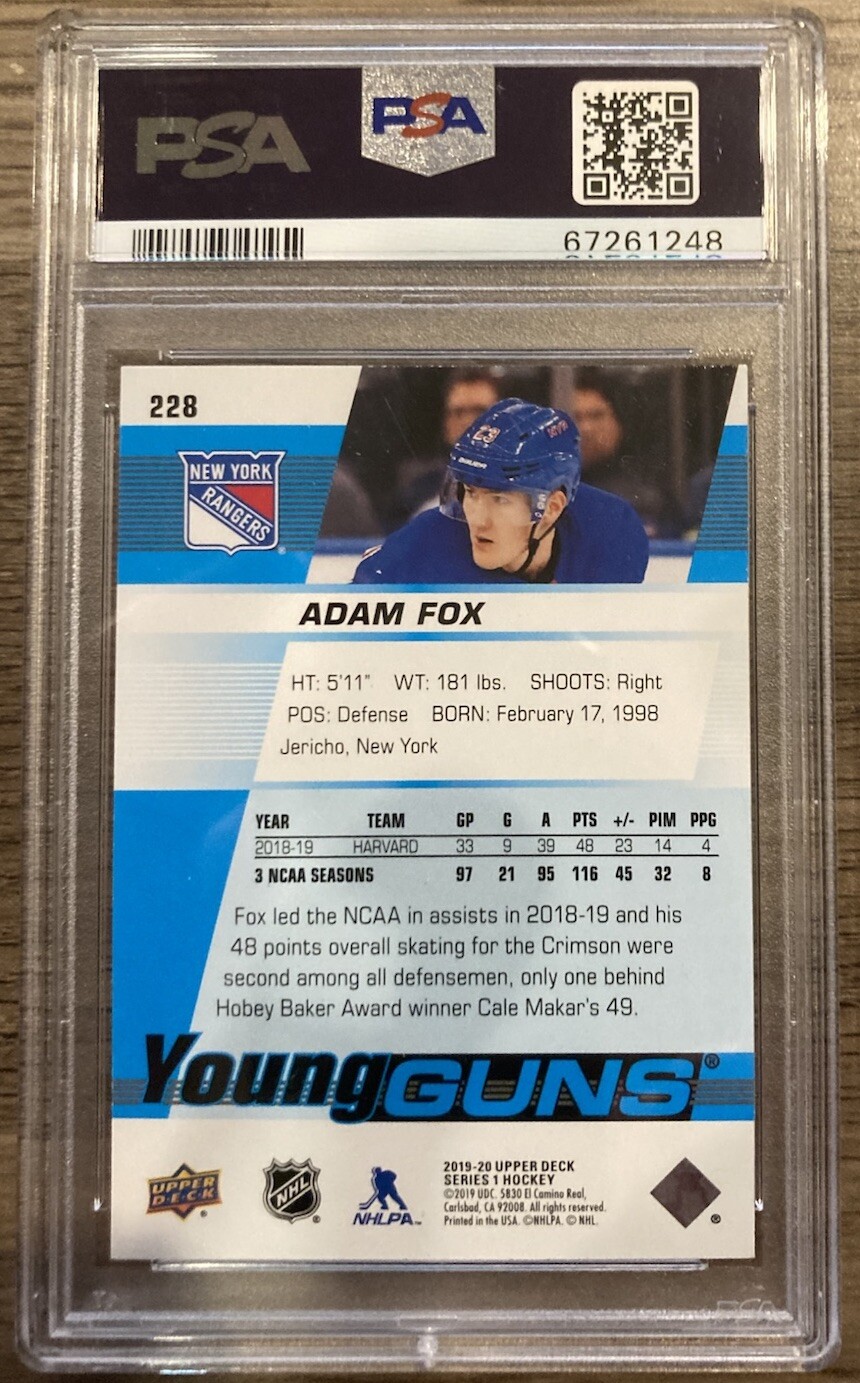 PSA
PSA
67261248
228
NEW YORK
RANGERS
23
NYR
BAUER
ADAM FOX
HT: 5'11" WT: 181 lbs. SHOOTS: Right
POS: Defense BORN: February 17, 1998
Jericho, New York
YEAR TEAM GP G A PTS +/- PIM PPG
2018-19 HARVARD 33 9 39 48 23 14 4
3 NCAA SEASONS 97 21 95 116 45 32 8
Fox led the NCAA in assists in 2018-19 and his
48 points overall skating for the Crimson were
second among all defensemen, only one behind
Hobey Baker Award winner Cale Makar's 49.
Young GUNS®
UPPER
DECK®
NHL®
NHLPA™
2019-20 UPPER DECK
SERIES 1 HOCKEY
©2019 UDC. 5830 El Camino Real,
Carlsbad, CA 92008. All rights reserved.
Printed in the USA. ©NHLPA. © NHL.
®
PSA